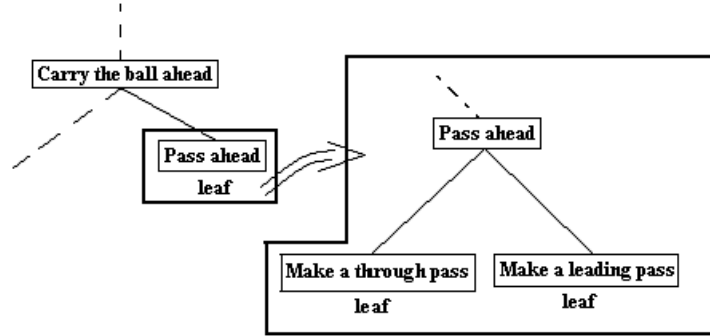 Carry the ball ahead
Pass ahead
leaf
Pass ahead
Make a through pass
leaf
Make a leading pass
leaf